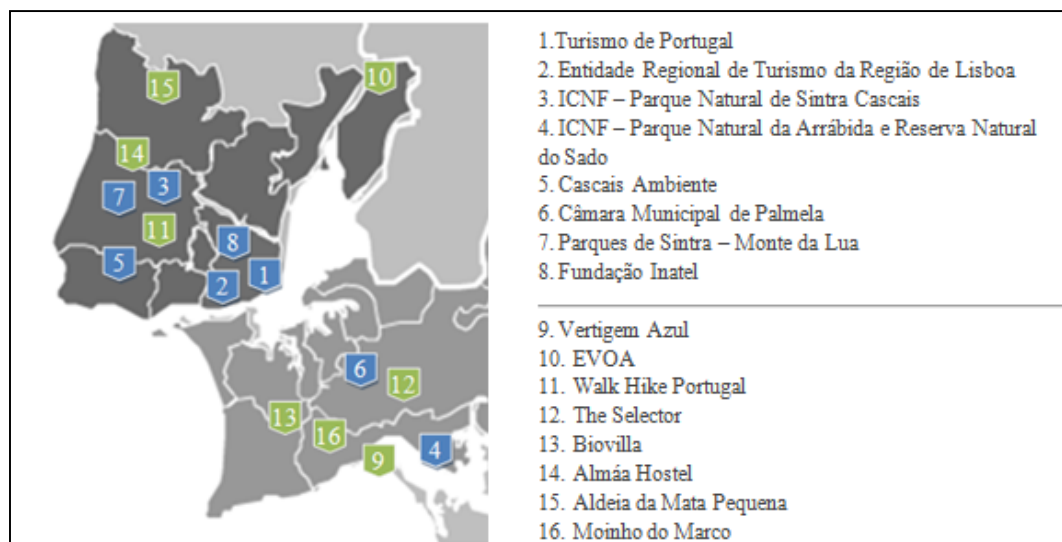 15
10
14
7
3
11
8
5
2
1
6
12
13
16
9
4
1.Turismo de Portugal
2. Entidade Regional de Turismo da Região de Lisboa
3. ICNF – Parque Natural de Sintra Cascais
4. ICNF – Parque Natural da Arrábida e Reserva Natural
do Sado
5. Cascais Ambiente
6. Câmara Municipal de Palmela
7. Parques de Sintra – Monte da Lua
8. Fundação Inatel
9. Vertigem Azul
10. EVOA
11. Walk Hike Portugal
12. The Selector
13. Biovilla
14. Almáa Hostel
15. Aldeia da Mata Pequena
16. Moinho do Marco